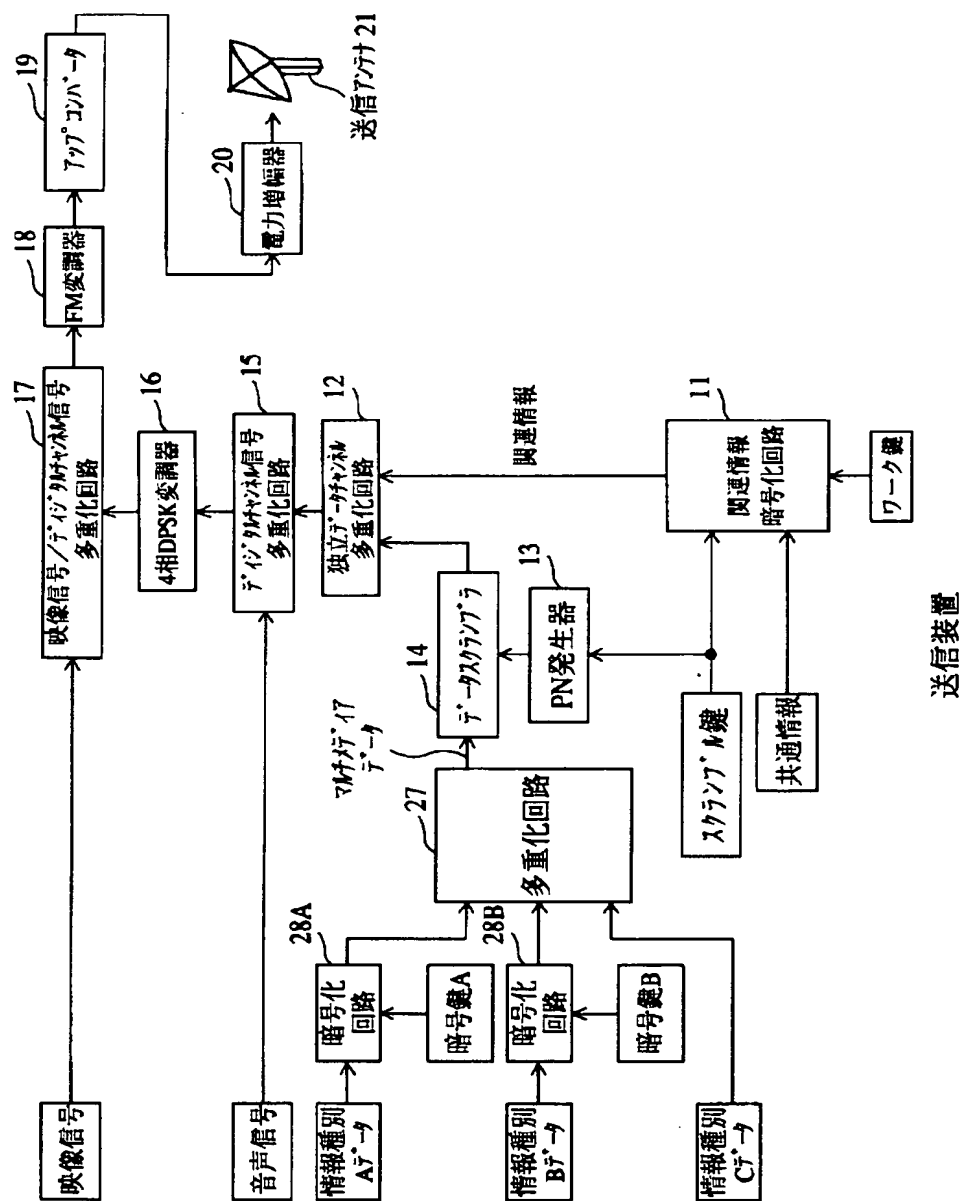 映像信号
音声信号
情報種別
Aデータ
情報種別
Bデータ
情報種別
Cデータ
28A
暗号化
回路
暗号鍵A
28B
暗号化
回路
暗号鍵B
27
多重化回路
マルチメディア
データ
14
データスクランブラ
13
PN発生器
スクランブル鍵
共通情報
11
関連情報
暗号化回路
ワーク鍵
関連情報
12
独立データチャンネル
多重化回路
15
ディジタルチャンネル信号
多重化回路
16
4相DPSK変調器
17
映像信号/ディジタルチャンネル信号
多重化回路
18
FM変調器
19
アップコンバータ
20
電力増幅器
送信アンテナ 21
送信装置